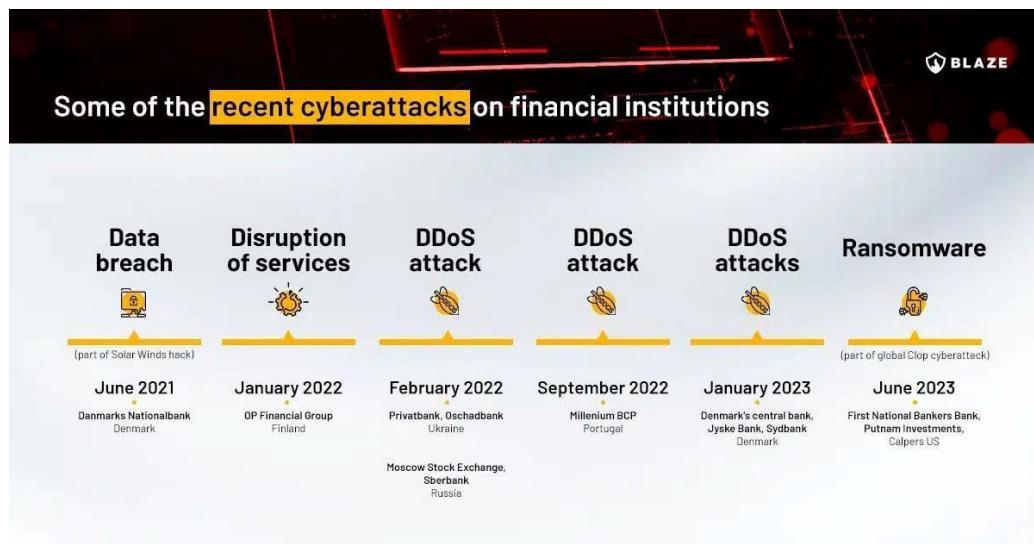 BLAZE
Some of the recent cyberattacks on financial institutions
Data
breach
(part of Solar Winds hack)
June 2021
Danmarks Nationalbank
Denmark
Disruption
of services
January 2022
OP Financial Group
Finland
DDoS
attack
February 2022
Privatbank, Oschadbank
Ukraine
Moscow Stock Exchange,
Sberbank
Russia
DDoS
attack
September 2022
Millenium BCP
Portugal
DDoS
attacks
January 2023
Denmark's central bank,
Jyske Bank, Sydbank
Denmark
Ransomware
(part of global Clop cyberattack)
June 2023
First National Bankers Bank,
Putnam Investments,
Calpers US